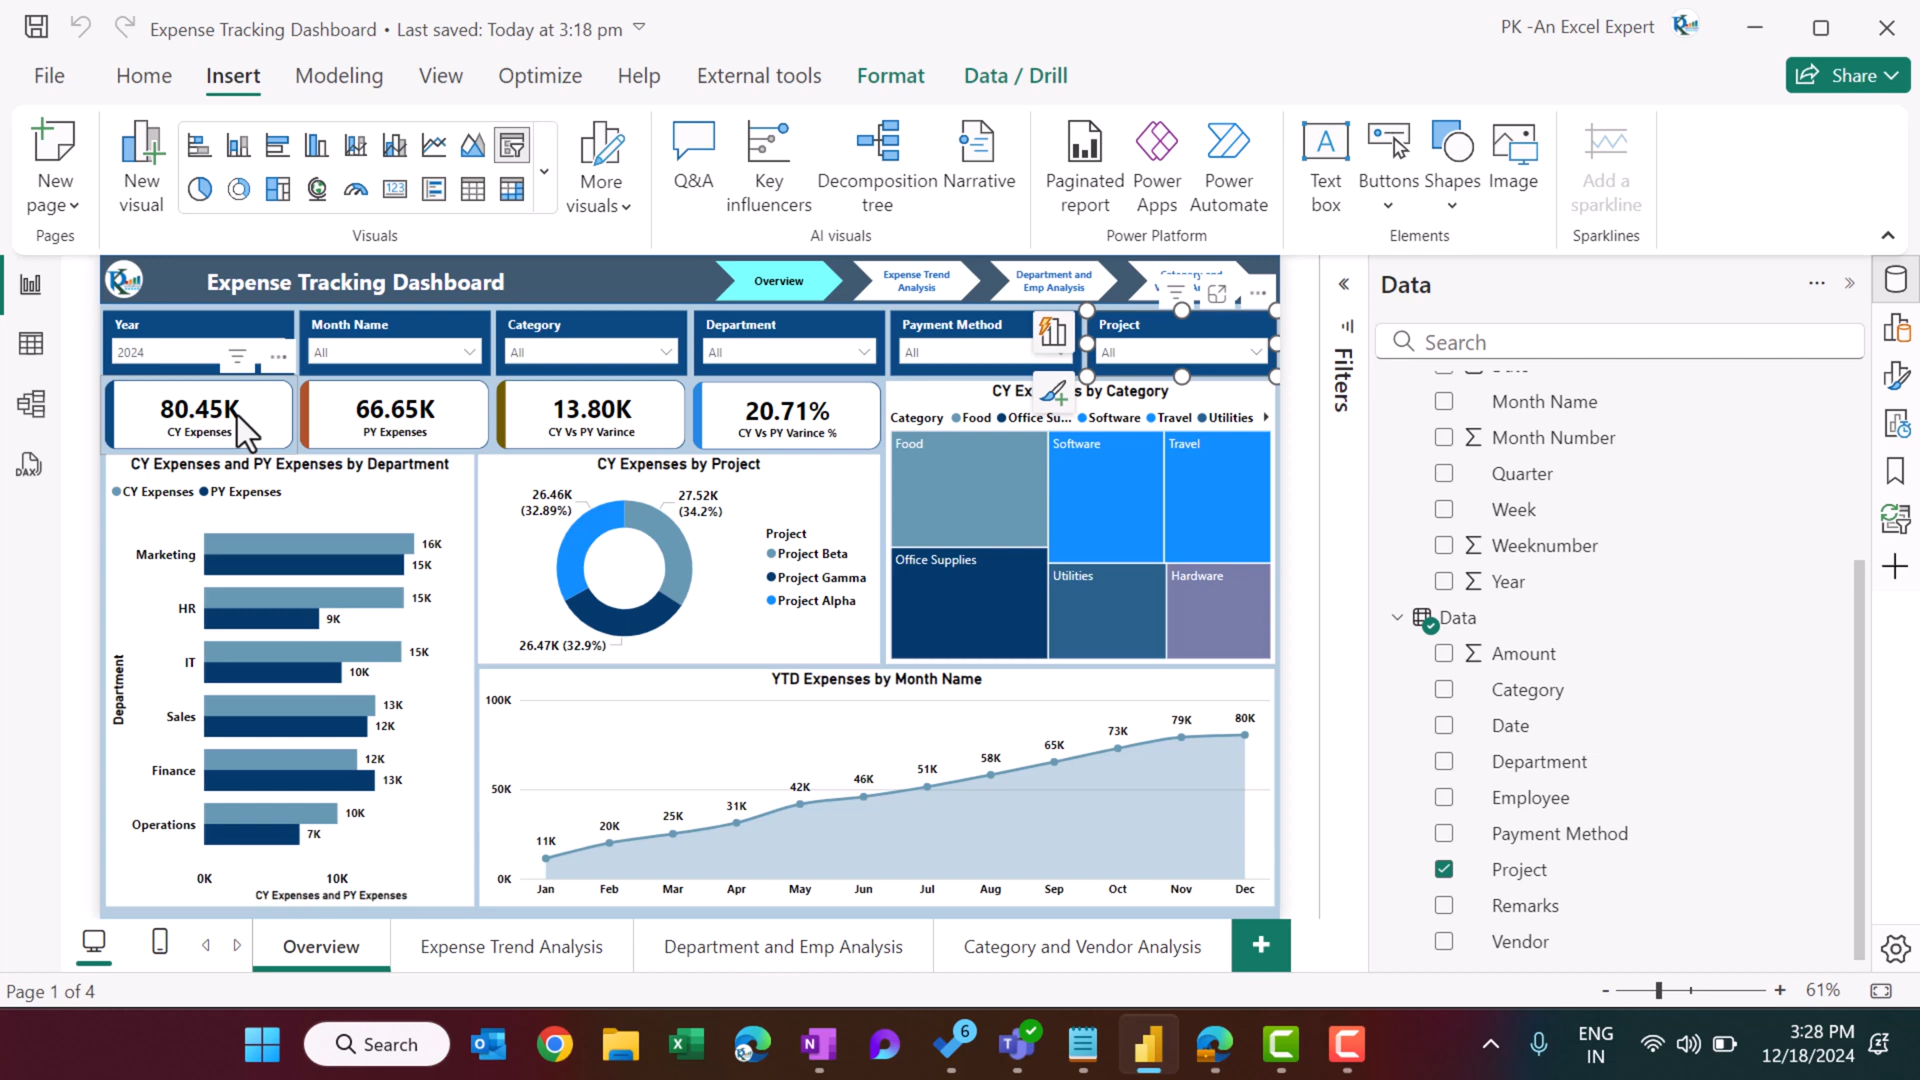 Expense Tracking Dashboard • Last saved: Today at 3:18 pm
PK -An Excel Expert
File Home Insert Modeling View Optimize Help External tools Format Data / Drill
Share
New page
New visual
More visuals
Q&A
Key influencers
Decomposition tree
Narrative
Paginated report
Power Apps
Power Automate
Text box
Buttons
Shapes
Image
Add a sparkline
Pages
Visuals
AI visuals
Power Platform
Elements
Sparklines
Expense Tracking Dashboard
Overview
Expense Trend Analysis
Department and Emp Analysis
Year
2024
Month Name
All
Category
All
Department
All
Payment Method
All
Project
All
80.45K
CY Expenses
66.65K
PY Expenses
13.80K
CY Vs PY Varince
20.71%
CY Vs PY Varince %
CY Expenses and PY Expenses by Department
CY Expenses PY Expenses
Department
Marketing 16K 15K
HR 15K 9K
IT 15K 10K
Sales 13K 12K
Finance 12K 13K
Operations 10K 7K
0K 10K
CY Expenses and PY Expenses
CY Expenses by Project
26.46K (32.89%)
27.52K (34.2%)
26.47K (32.9%)
Project
Project Beta
Project Gamma
Project Alpha
by Category
Category Food Office Su... Software Travel Utilities
Food
Software
Travel
Office Supplies
Utilities
Hardware
YTD Expenses by Month Name
100K
50K
0K
11K 20K 25K 31K 42K 46K 51K 58K 65K 73K 79K 80K
Jan Feb Mar Apr May Jun Jul Aug Sep Oct Nov Dec
Filters
Data
Search
Month Name
Month Number
Quarter
Week
Weeknumber
Year
Data
Amount
Category
Date
Department
Employee
Payment Method
Project
Remarks
Vendor
DAX
Overview
Expense Trend Analysis
Department and Emp Analysis
Category and Vendor Analysis
Page 1 of 4
61%
Search
6
ENG
IN
3:28 PM
12/18/2024